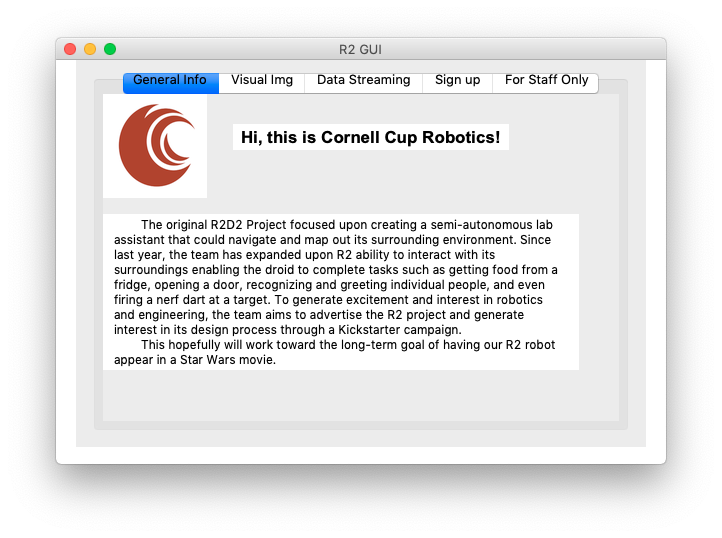 R2 GUI
General Info Visual Img Data Streaming Sign up For Staff Only
Hi, this is Cornell Cup Robotics!
The original R2D2 Project focused upon creating a semi-autonomous lab
assistant that could navigate and map out its surrounding environment. Since
last year, the team has expanded upon R2 ability to interact with its
surroundings enabling the droid to complete tasks such as getting food from a
fridge, opening a door, recognizing and greeting individual people, and even
firing a nerf dart at a target. To generate excitement and interest in robotics
and engineering, the team aims to advertise the R2 project and generate
interest in its design process through a Kickstarter campaign.
This hopefully will work toward the long-term goal of having our R2 robot
appear in a Star Wars movie.